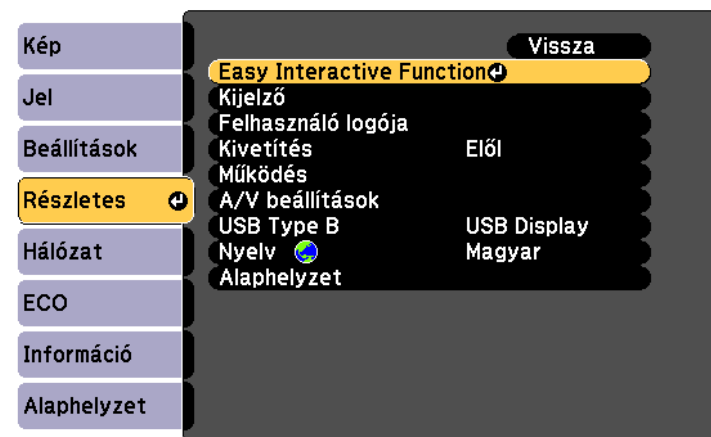 Kép
Jel
Beállítások
Részletes
Hálózat
ECO
Információ
Alaphelyzet
Vissza
Easy Interactive Function
Kijelző
Felhasználó logója
Kivetítés Elől
Működés
A/V beállítások
USB Type B USB Display
Nyelv Magyar
Alaphelyzet